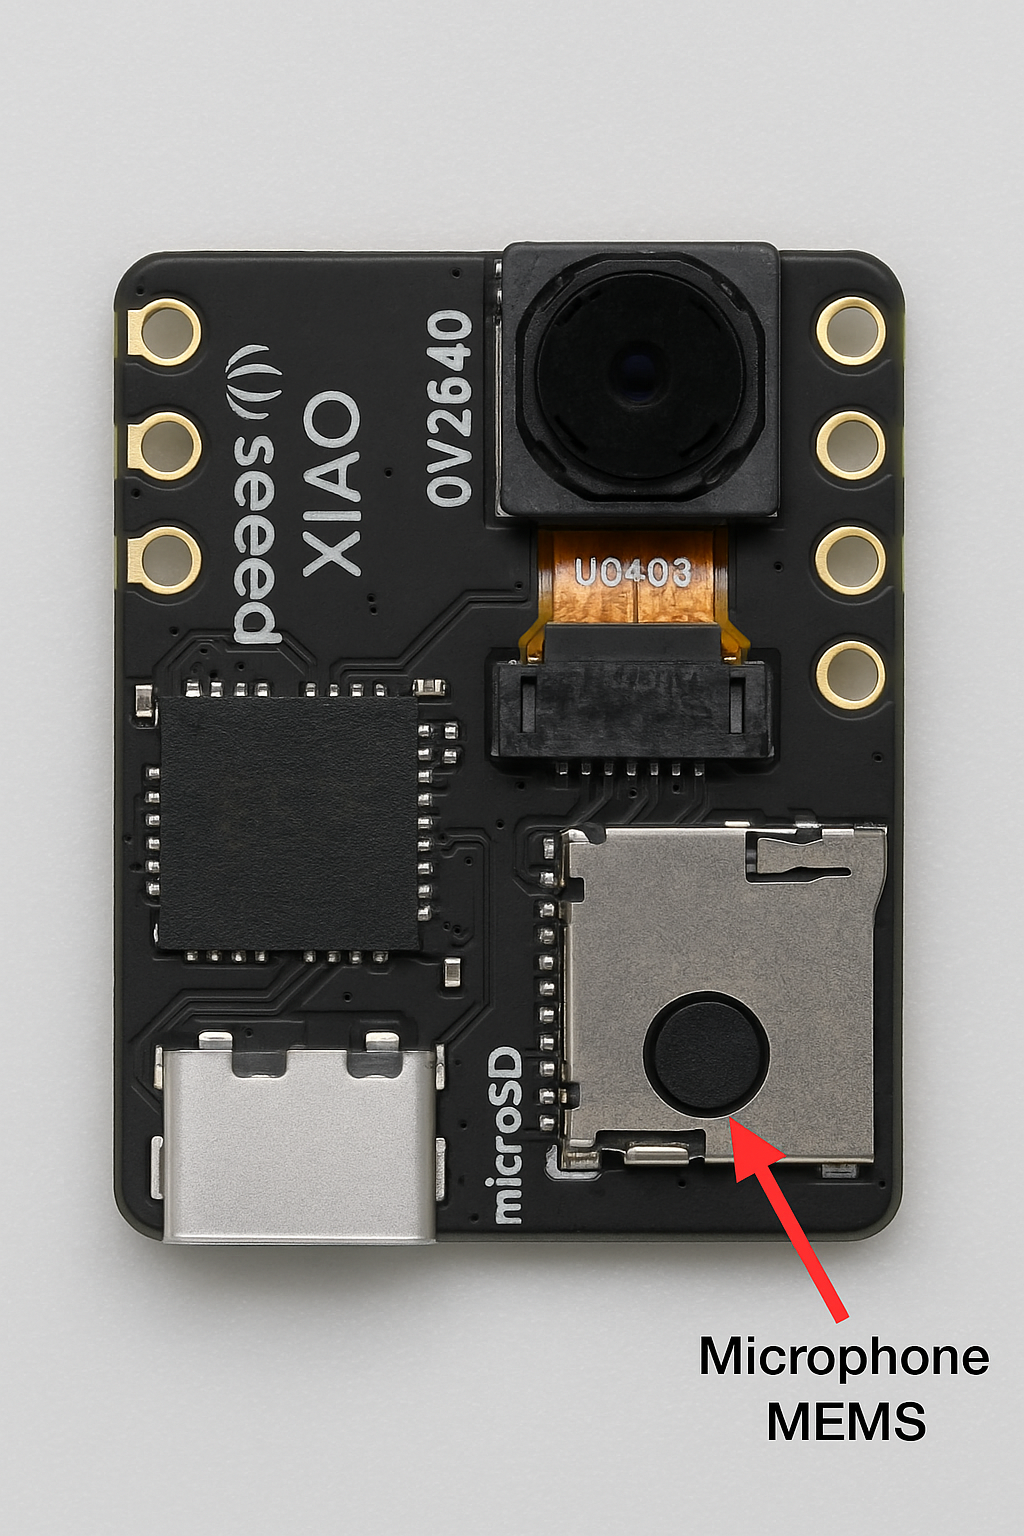 seeed
XIAO
OV2640
U0403
microSD
Microphone
MEMS